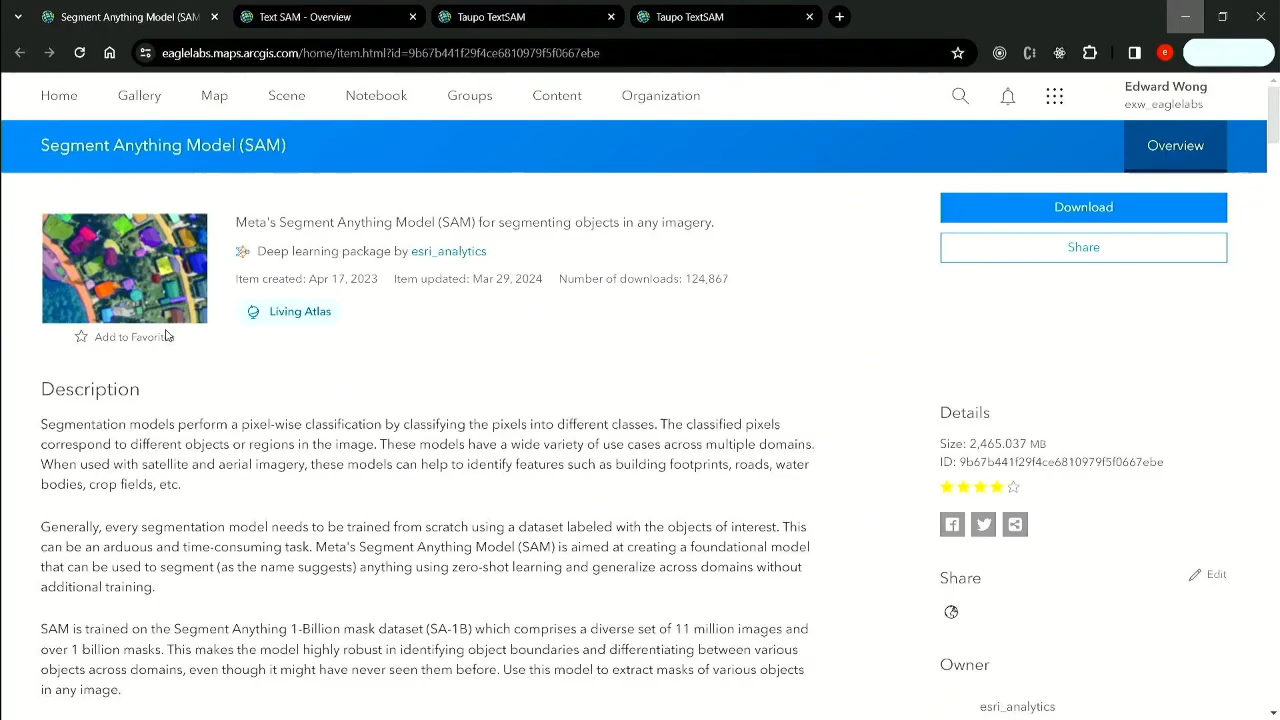 Segment Anything Model (SAM
Text SAM - Overview
Taupo TextSAM
Taupo TextSAM
eaglelabs.maps.arcgis.com/home/item.html?id=9b67b441f29f4ce6810979f5f0667ebe
e
Home Gallery Map Scene Notebook Groups Content Organization
Edward Wong
exw_eaglelabs
Segment Anything Model (SAM)
Overview
Meta's Segment Anything Model (SAM) for segmenting objects in any imagery.
Deep learning package by esri_analytics
Item created: Apr 17, 2023 Item updated: Mar 29, 2024 Number of downloads: 124,867
Living Atlas
Add to Favorites
Download
Share
Description
Segmentation models perform a pixel-wise classification by classifying the pixels into different classes. The classified pixels
correspond to different objects or regions in the image. These models have a wide variety of use cases across multiple domains.
When used with satellite and aerial imagery, these models can help to identify features such as building footprints, roads, water
bodies, crop fields, etc.
Generally, every segmentation model needs to be trained from scratch using a dataset labeled with the objects of interest. This
can be an arduous and time-consuming task. Meta's Segment Anything Model (SAM) is aimed at creating a foundational model
that can be used to segment (as the name suggests) anything using zero-shot learning and generalize across domains without
additional training.
SAM is trained on the Segment Anything 1-Billion mask dataset (SA-1B) which comprises a diverse set of 11 million images and
over 1 billion masks. This makes the model highly robust in identifying object boundaries and differentiating between various
objects across domains, even though it might have never seen them before. Use this model to extract masks of various objects
in any image.
Details
Size: 2,465.037 MB
ID: 9b67b441f29f4ce6810979f5f0667ebe
Share
Edit
Owner
esri_analytics